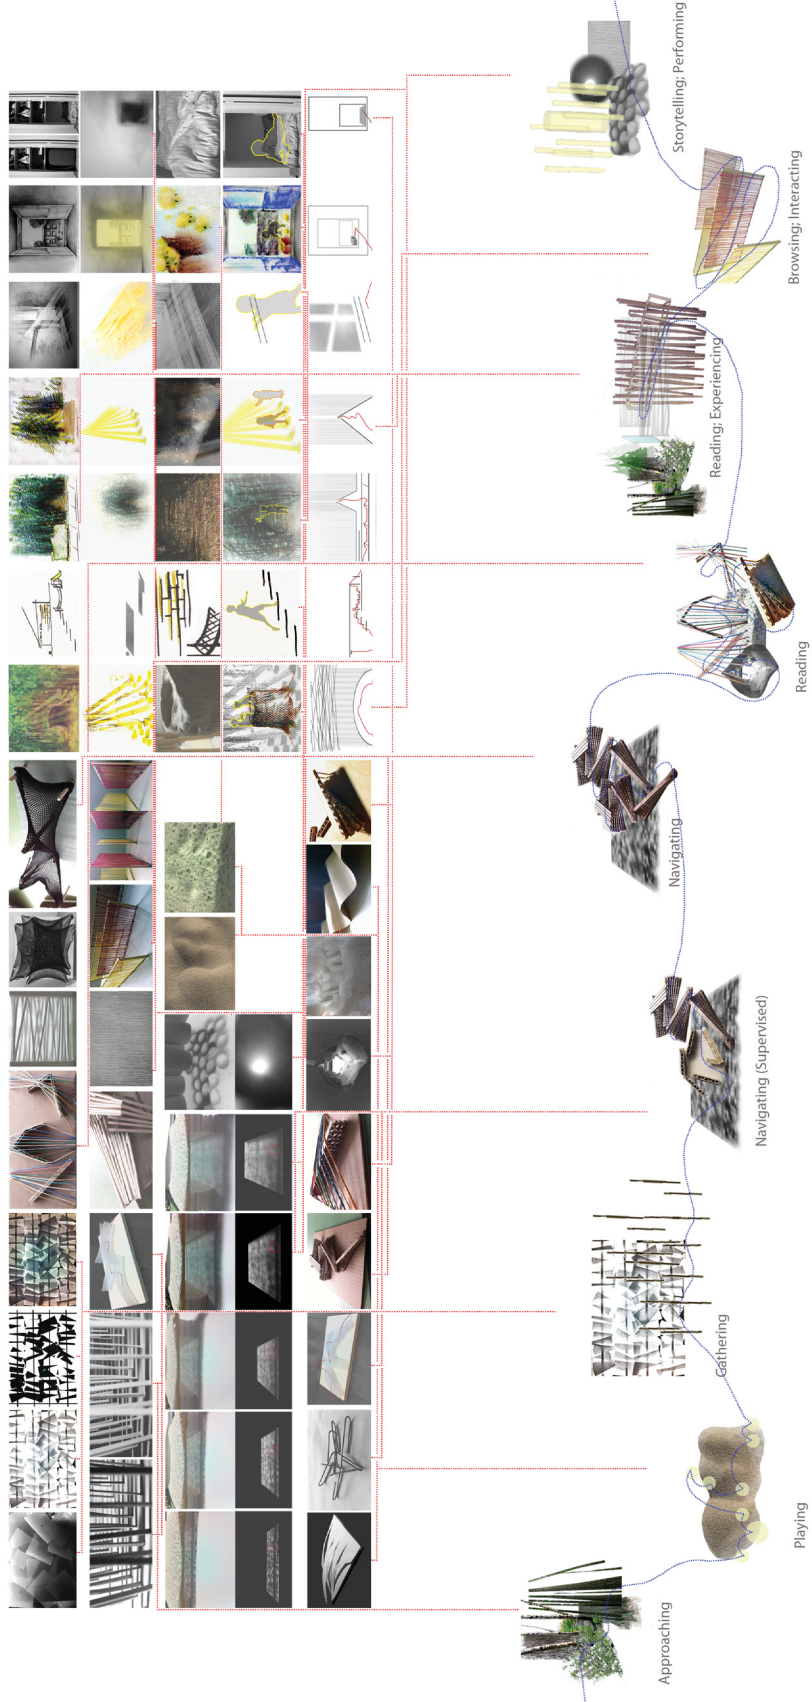 Approaching
Playing
Gathering
Navigating (Supervised)
Navigating
Reading
Reading; Experiencing
Browsing; Interacting
Storytelling; Performing